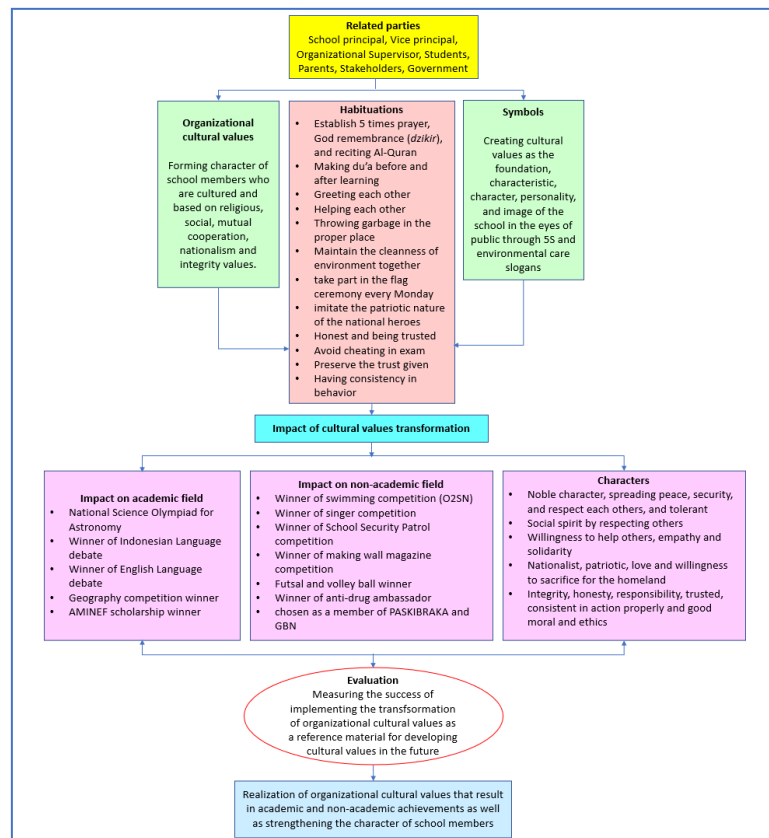 Related parties
School principal, Vice principal,
Organizational Supervisor, Students,
Parents, Stakeholders, Government
Organizational
cultural values
Forming character of
school members who
are cultured and
based on religious,
social, mutual
cooperation,
nationalism and
integrity values.
Habituations
• Establish 5 times prayer,
God remembrance (dzikir),
and reciting Al-Quran
• Making du'a before and
after learning
• Greeting each other
• Helping each other
• Throwing garbage in the
proper place
• Maintain the cleanness of
environment together
• take part in the flag
ceremony every Monday
• imitate the patriotic nature
of the national heroes
• Honest and being trusted
• Avoid cheating in exam
• Preserve the trust given
• Having consistency in
behavior
Symbols
Creating cultural
values as the
foundation,
characteristic,
character, personality,
and image of the
school in the eyes of
public through 5S and
environmental care
slogans
Impact of cultural values transformation
Impact on academic field
• National Science Olympiad for
Astronomy
• Winner of Indonesian Language
debate
• Winner of English Language
debate
• Geography competition winner
• AMINEF scholarship winner
Impact on non-academic field
• Winner of swimming competition (O2SN)
• Winner of singer competition
• Winner of School Security Patrol
competition
• Winner of making wall magazine
competition
• Futsal and volley ball winner
• Winner of anti-drug ambassador
• chosen as a member of PASKIBRAKA and
GBN
Characters
• Noble character, spreading peace, security,
and respect each others, and tolerant
• Social spirit by respecting others
• Willingness to help others, empathy and
solidarity
• Nationalist, patriotic, love and willingness
to sacrifice for the homeland
• Integrity, honesty, responsibility, trusted,
consistent in action properly and good
moral and ethics
Evaluation
Measuring the success of
implementing the transfsormation
of organizational cultural values as
a reference material for developing
cultural values in the future
Realization of organizational cultural values that result
in academic and non-academic achievements as well
as strengthening the character of school members